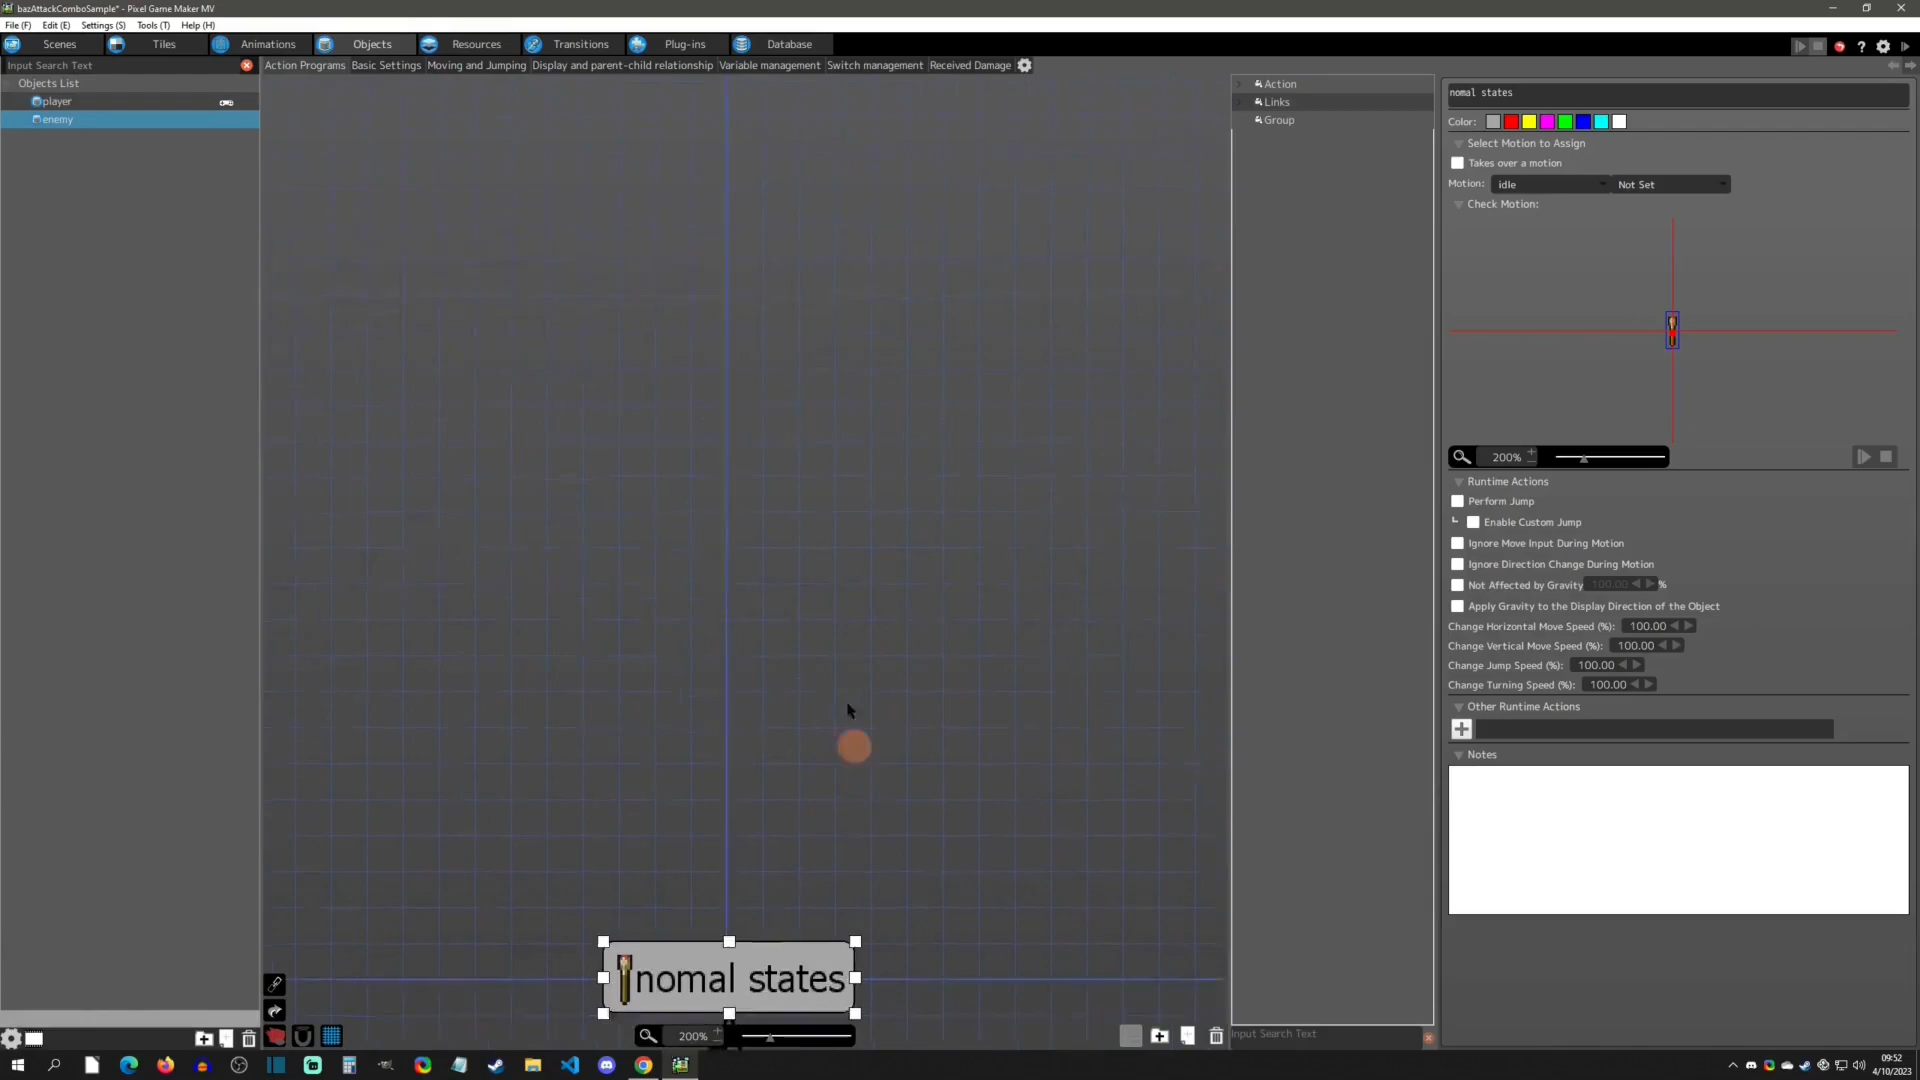 bazAttackComboSample* - Pixel Game Maker MV
File (F) Edit (E) Settings (S) Tools (T) Help (H)
Scenes Tiles Animations Objects Resources Transitions Plug-ins Database
Input Search Text
Action Programs Basic Settings Moving and Jumping Display and parent-child relationship Variable management Switch management Received Damage
Objects List
player
enemy
Action
Links
Group
nomal states
Color:
Select Motion to Assign
Takes over a motion
Motion: idle Not Set
Check Motion:
200%
Runtime Actions
Perform Jump
Enable Custom Jump
Ignore Move Input During Motion
Ignore Direction Change During Motion
Not Affected by Gravity 100.00 %
Apply Gravity to the Display Direction of the Object
Change Horizontal Move Speed (%): 100.00
Change Vertical Move Speed (%): 100.00
Change Jump Speed (%): 100.00
Change Turning Speed (%): 100.00
Other Runtime Actions
Notes
nomal states
200%
Input Search Text
09:52
4/10/2023